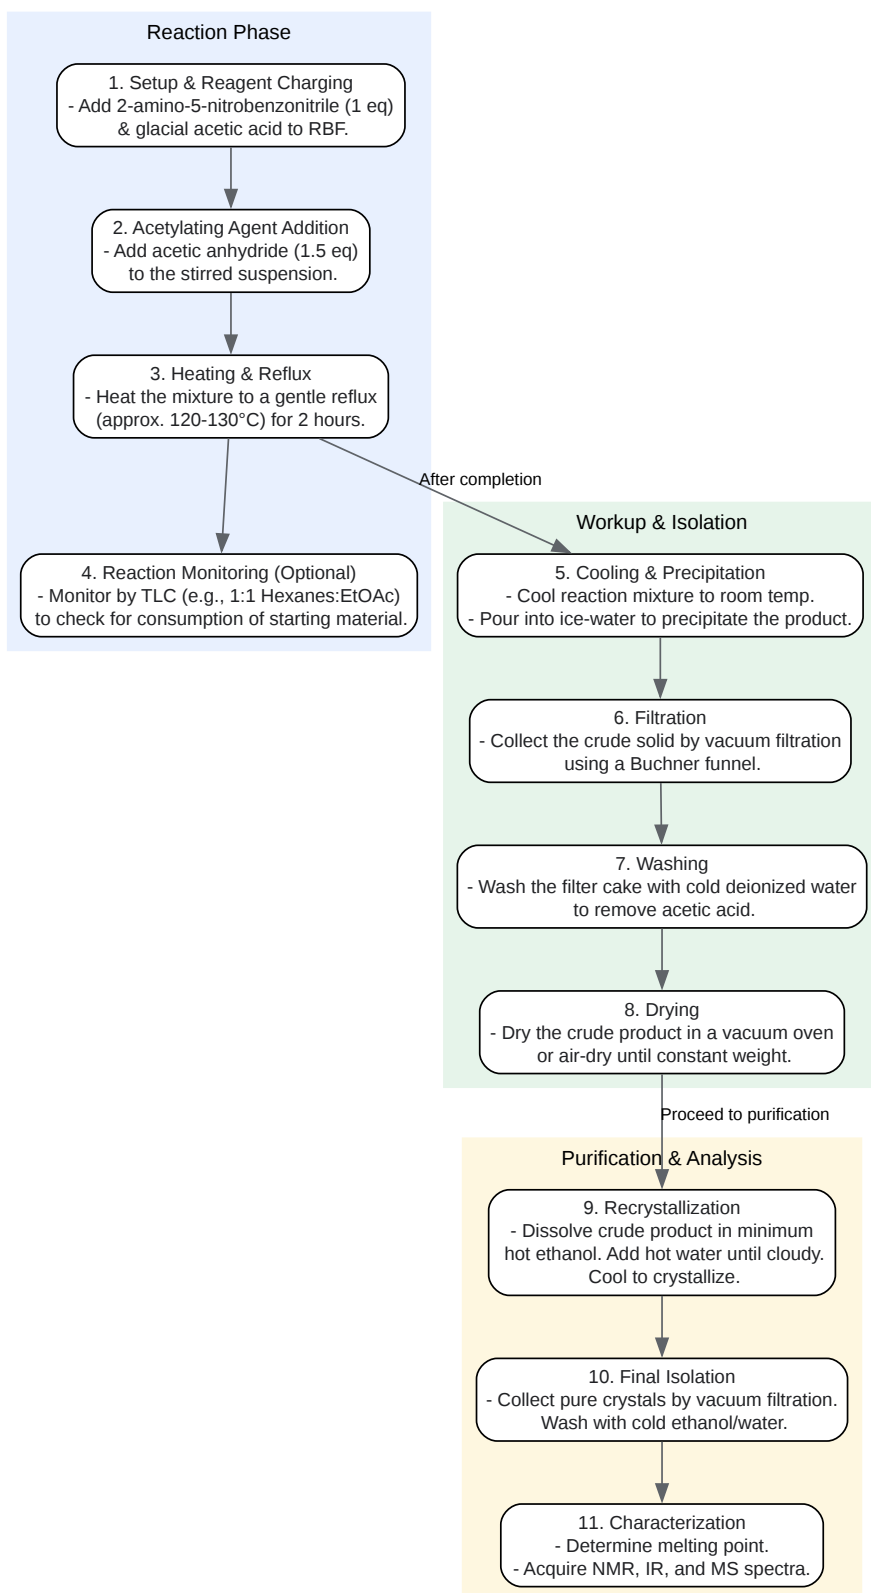 Reaction Phase
1. Setup & Reagent Charging
- Add 2-amino-5-nitrobenzonitrile (1 eq)
& glacial acetic acid to RBF.
2. Acetylating Agent Addition
- Add acetic anhydride (1.5 eq)
to the stirred suspension.
3. Heating & Reflux
- Heat the mixture to a gentle reflux
(approx. 120-130°C) for 2 hours.
After completion
4. Reaction Monitoring (Optional)
- Monitor by TLC (e.g., 1:1 Hexanes:EtOAc)
to check for consumption of starting material.
Workup & Isolation
5. Cooling & Precipitation
- Cool reaction mixture to room temp.
- Pour into ice-water to precipitate the product.
6. Filtration
- Collect the crude solid by vacuum filtration
using a Buchner funnel.
7. Washing
- Wash the filter cake with cold deionized water
to remove acetic acid.
8. Drying
- Dry the crude product in a vacuum oven
or air-dry until constant weight.
Proceed to purification
Purification & Analysis
9. Recrystallization
- Dissolve crude product in minimum
hot ethanol. Add hot water until cloudy.
Cool to crystallize.
10. Final Isolation
- Collect pure crystals by vacuum filtration.
Wash with cold ethanol/water.
11. Characterization
- Determine melting point.
- Acquire NMR, IR, and MS spectra.